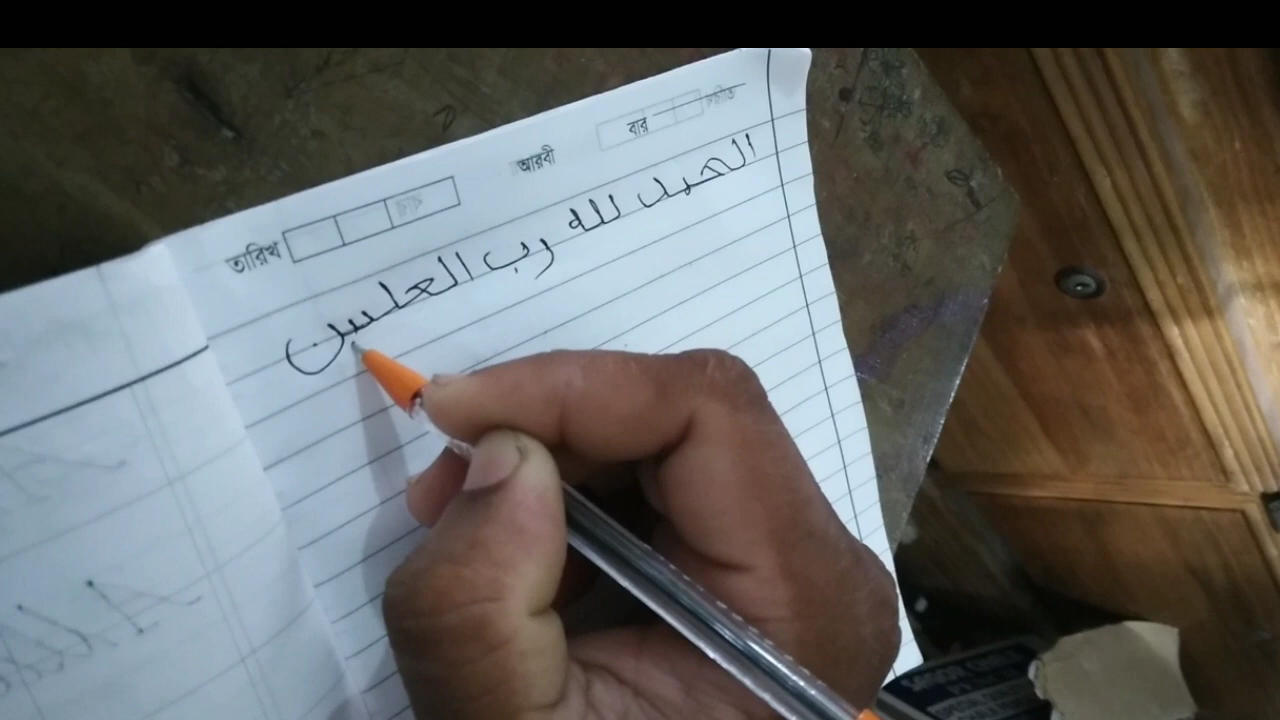 বার
আরবী
তারিখ
الحمد لله رب العلمين